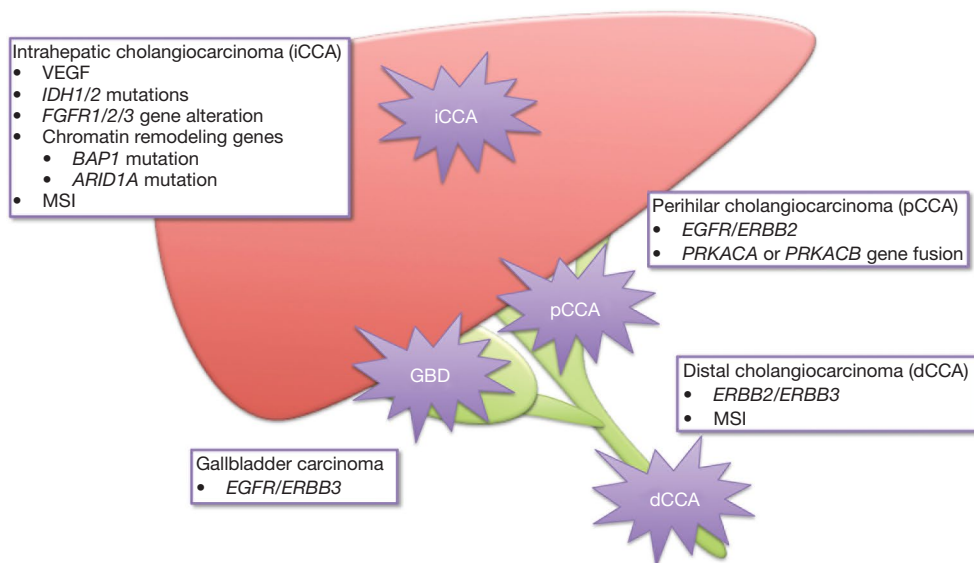 Intrahepatic cholangiocarcinoma (iCCA)
• VEGF
• IDH1/2 mutations
• FGFR1/2/3 gene alteration
• Chromatin remodeling genes
• BAP1 mutation
• ARID1A mutation
• MSI
iCCA
Perihilar cholangiocarcinoma (pCCA)
• EGFR/ERBB2
• PRKACA or PRKACB gene fusion
pCCA
GBD
Distal cholangiocarcinoma (dCCA)
• ERBB2/ERBB3
• MSI
Gallbladder carcinoma
• EGFR/ERBB3
dCCA